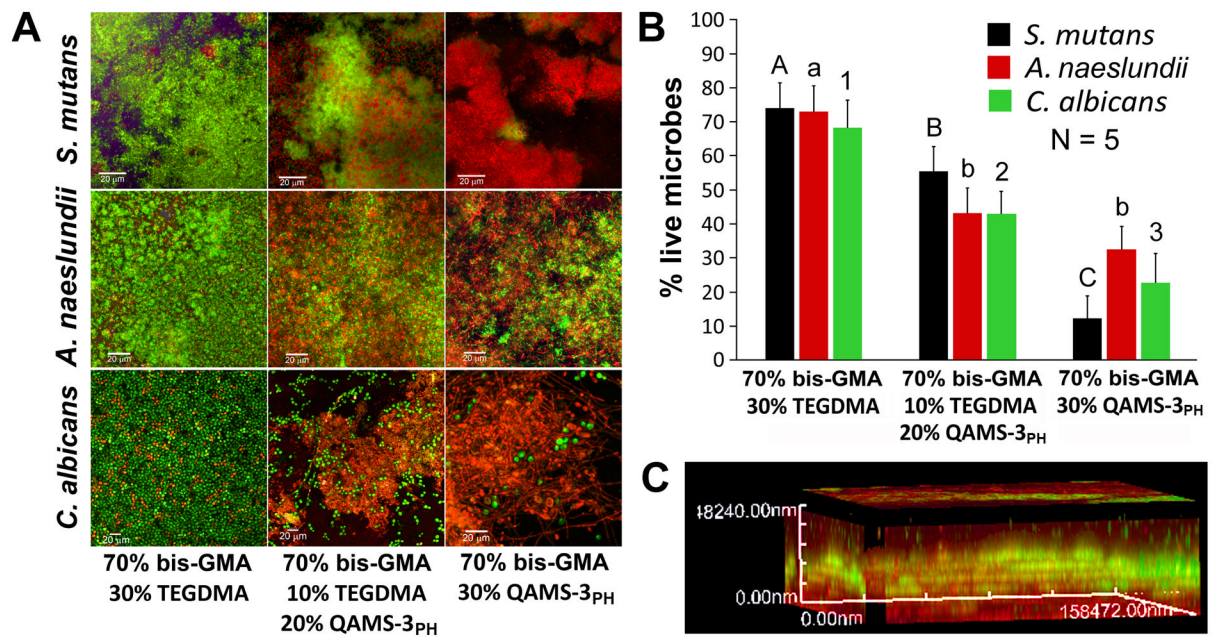 A
S. mutans
20 µm
20 µm
20 µm
A. naeslundii
20 µm
20 µm
20 µm
C. albicans
20 µm
20 µm
20 µm
70% bis-GMA
30% TEGDMA
70% bis-GMA
10% TEGDMA
20% QAMS-3PH
70% bis-GMA
30% QAMS-3PH
B
% live microbes
100
90
80
70
60
50
40
30
20
10
0
S. mutans
A. naeslundii
C. albicans
N = 5
A a 1
B b 2
C b 3
70% bis-GMA
30% TEGDMA
70% bis-GMA
10% TEGDMA
20% QAMS-3PH
70% bis-GMA
30% QAMS-3PH
C
48240.00nm
0.00nm
0.00nm
158472.00nm